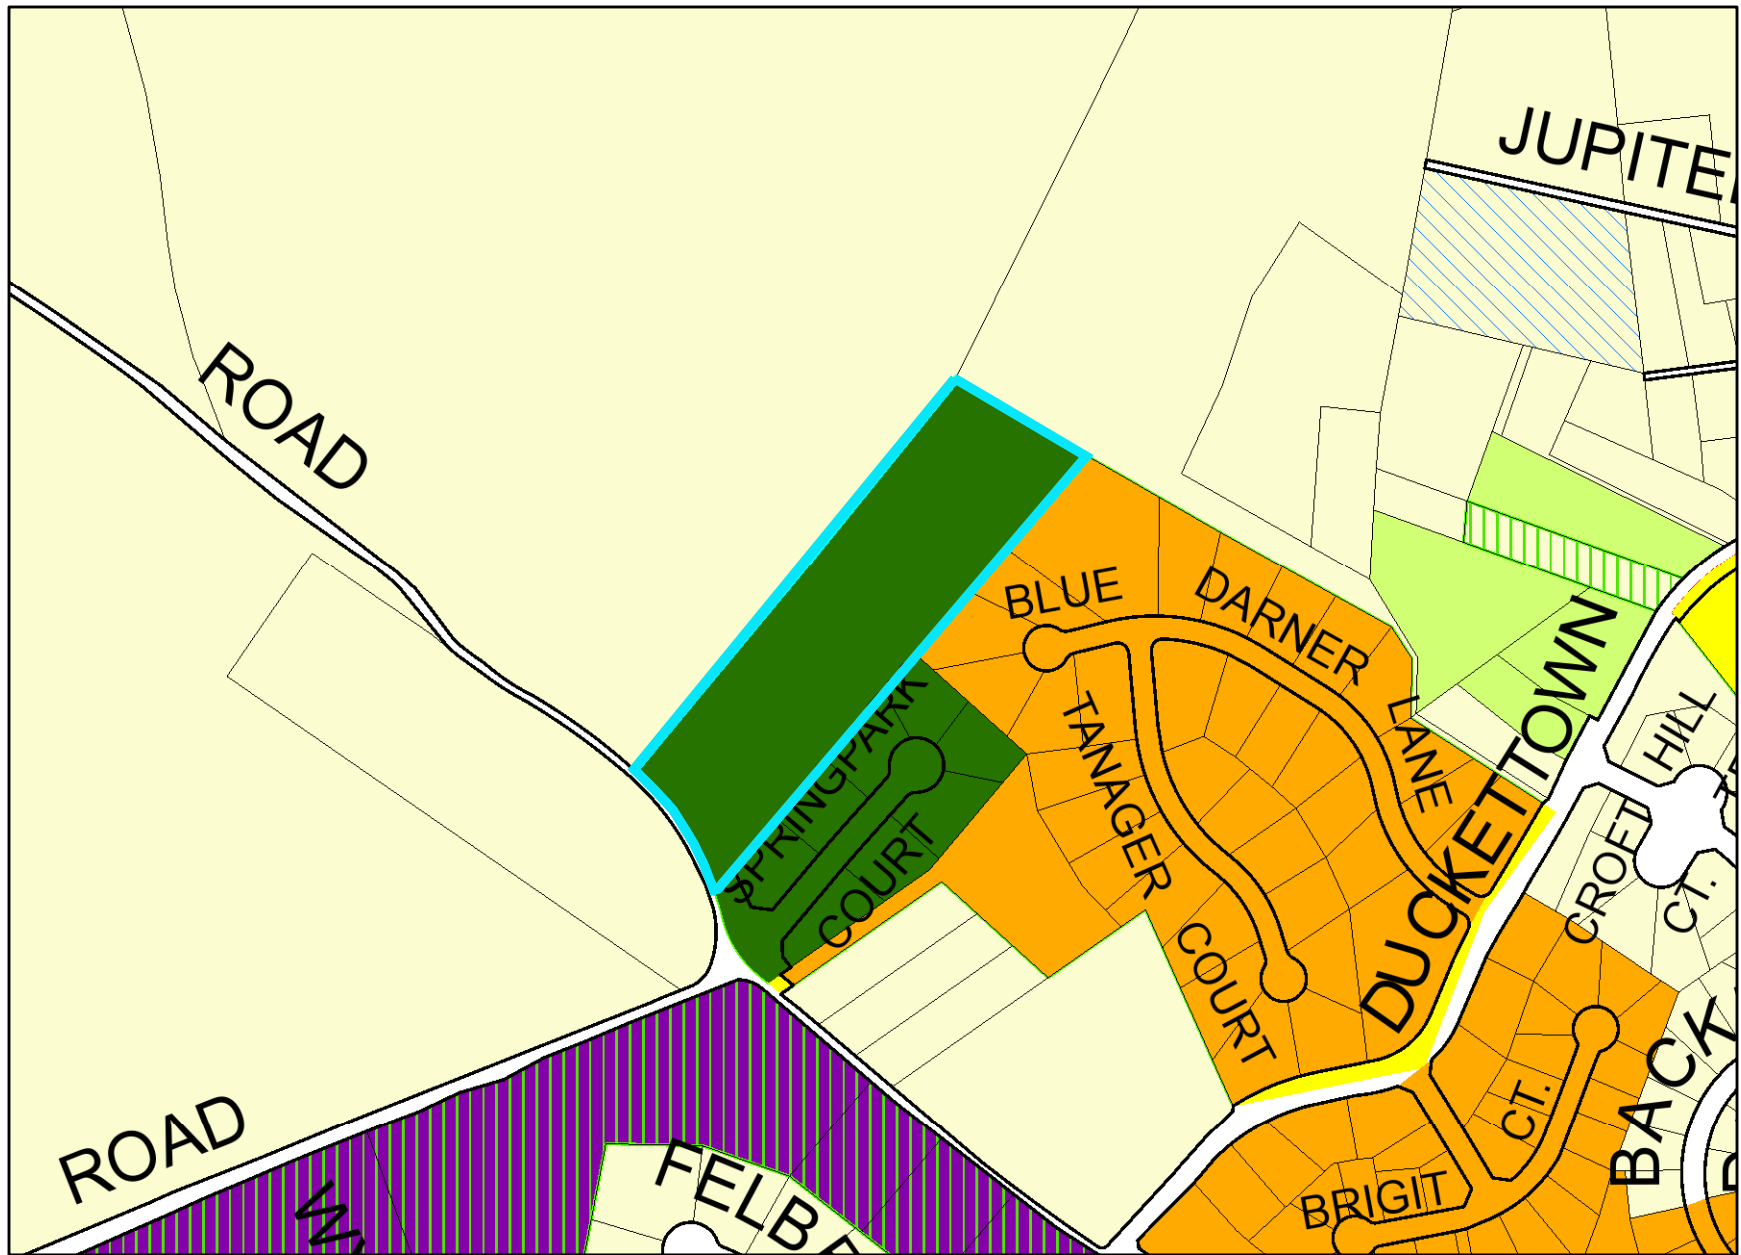 JUPITE
ROAD
BLUE
DARNER
LANE
TANAGER
COURT
SPRINGPARK
COURT
DUCKETTOWN
HILL
CROFT
CT.
BACK
CT.
BRIGIT
ROAD
FELB